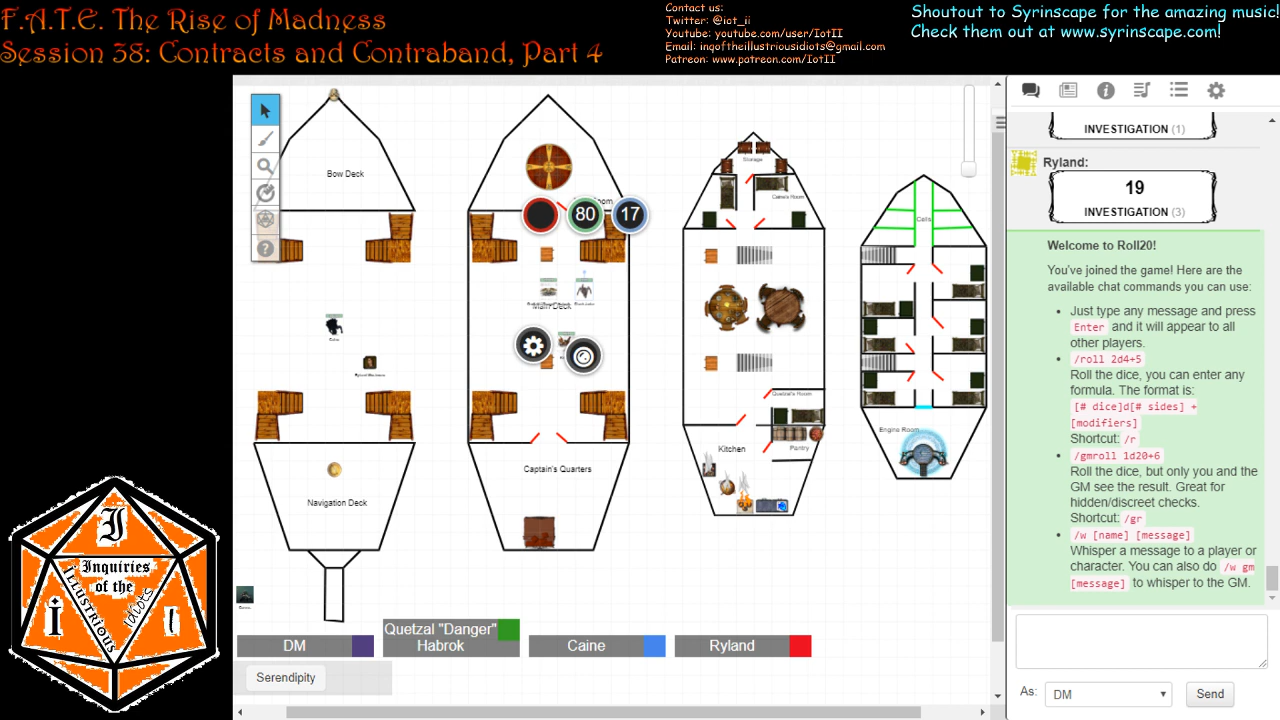 F.A.T.E. The Rise of Madness
Session 38: Contracts and Contraband, Part 4
Contact us:
Twitter: @iot_ii
Youtube: youtube.com/user/IotII
Email: inqoftheillustriousidiots@gmail.com
Patreon: www.patreon.com/IotII
Shoutout to Syrinscape for the amazing music!
Check them out at www.syrinscape.com!
Bow Deck
80
17
Main Deck
Captain's Quarters
Navigation Deck
Storage
Caine's Room
Quetzal's Room
Kitchen
Pantry
Cells
Engine Room
INVESTIGATION (1)
Ryland:
19
INVESTIGATION (3)
Welcome to Roll20!
You've joined the game! Here are the
available chat commands you can use:
Just type any message and press
Enter and it will appear to all
other players.
/roll 2d4+5
Roll the dice, you can enter any
formula. The format is:
[# dice]d[# sides] +
[modifiers]
Shortcut: /r
/gmroll 1d20+6
Roll the dice, but only you and the
GM see the result. Great for
hidden/discreet checks.
Shortcut: /gr
/w [name] [message]
Whisper a message to a player or
character. You can also do /w gm
[message] to whisper to the GM.
As:
DM
Send
DM
Quetzal "Danger"
Habrok
Caine
Ryland
Serendipity
I
Inquiries
of the
Illustrious
idiots
i
I